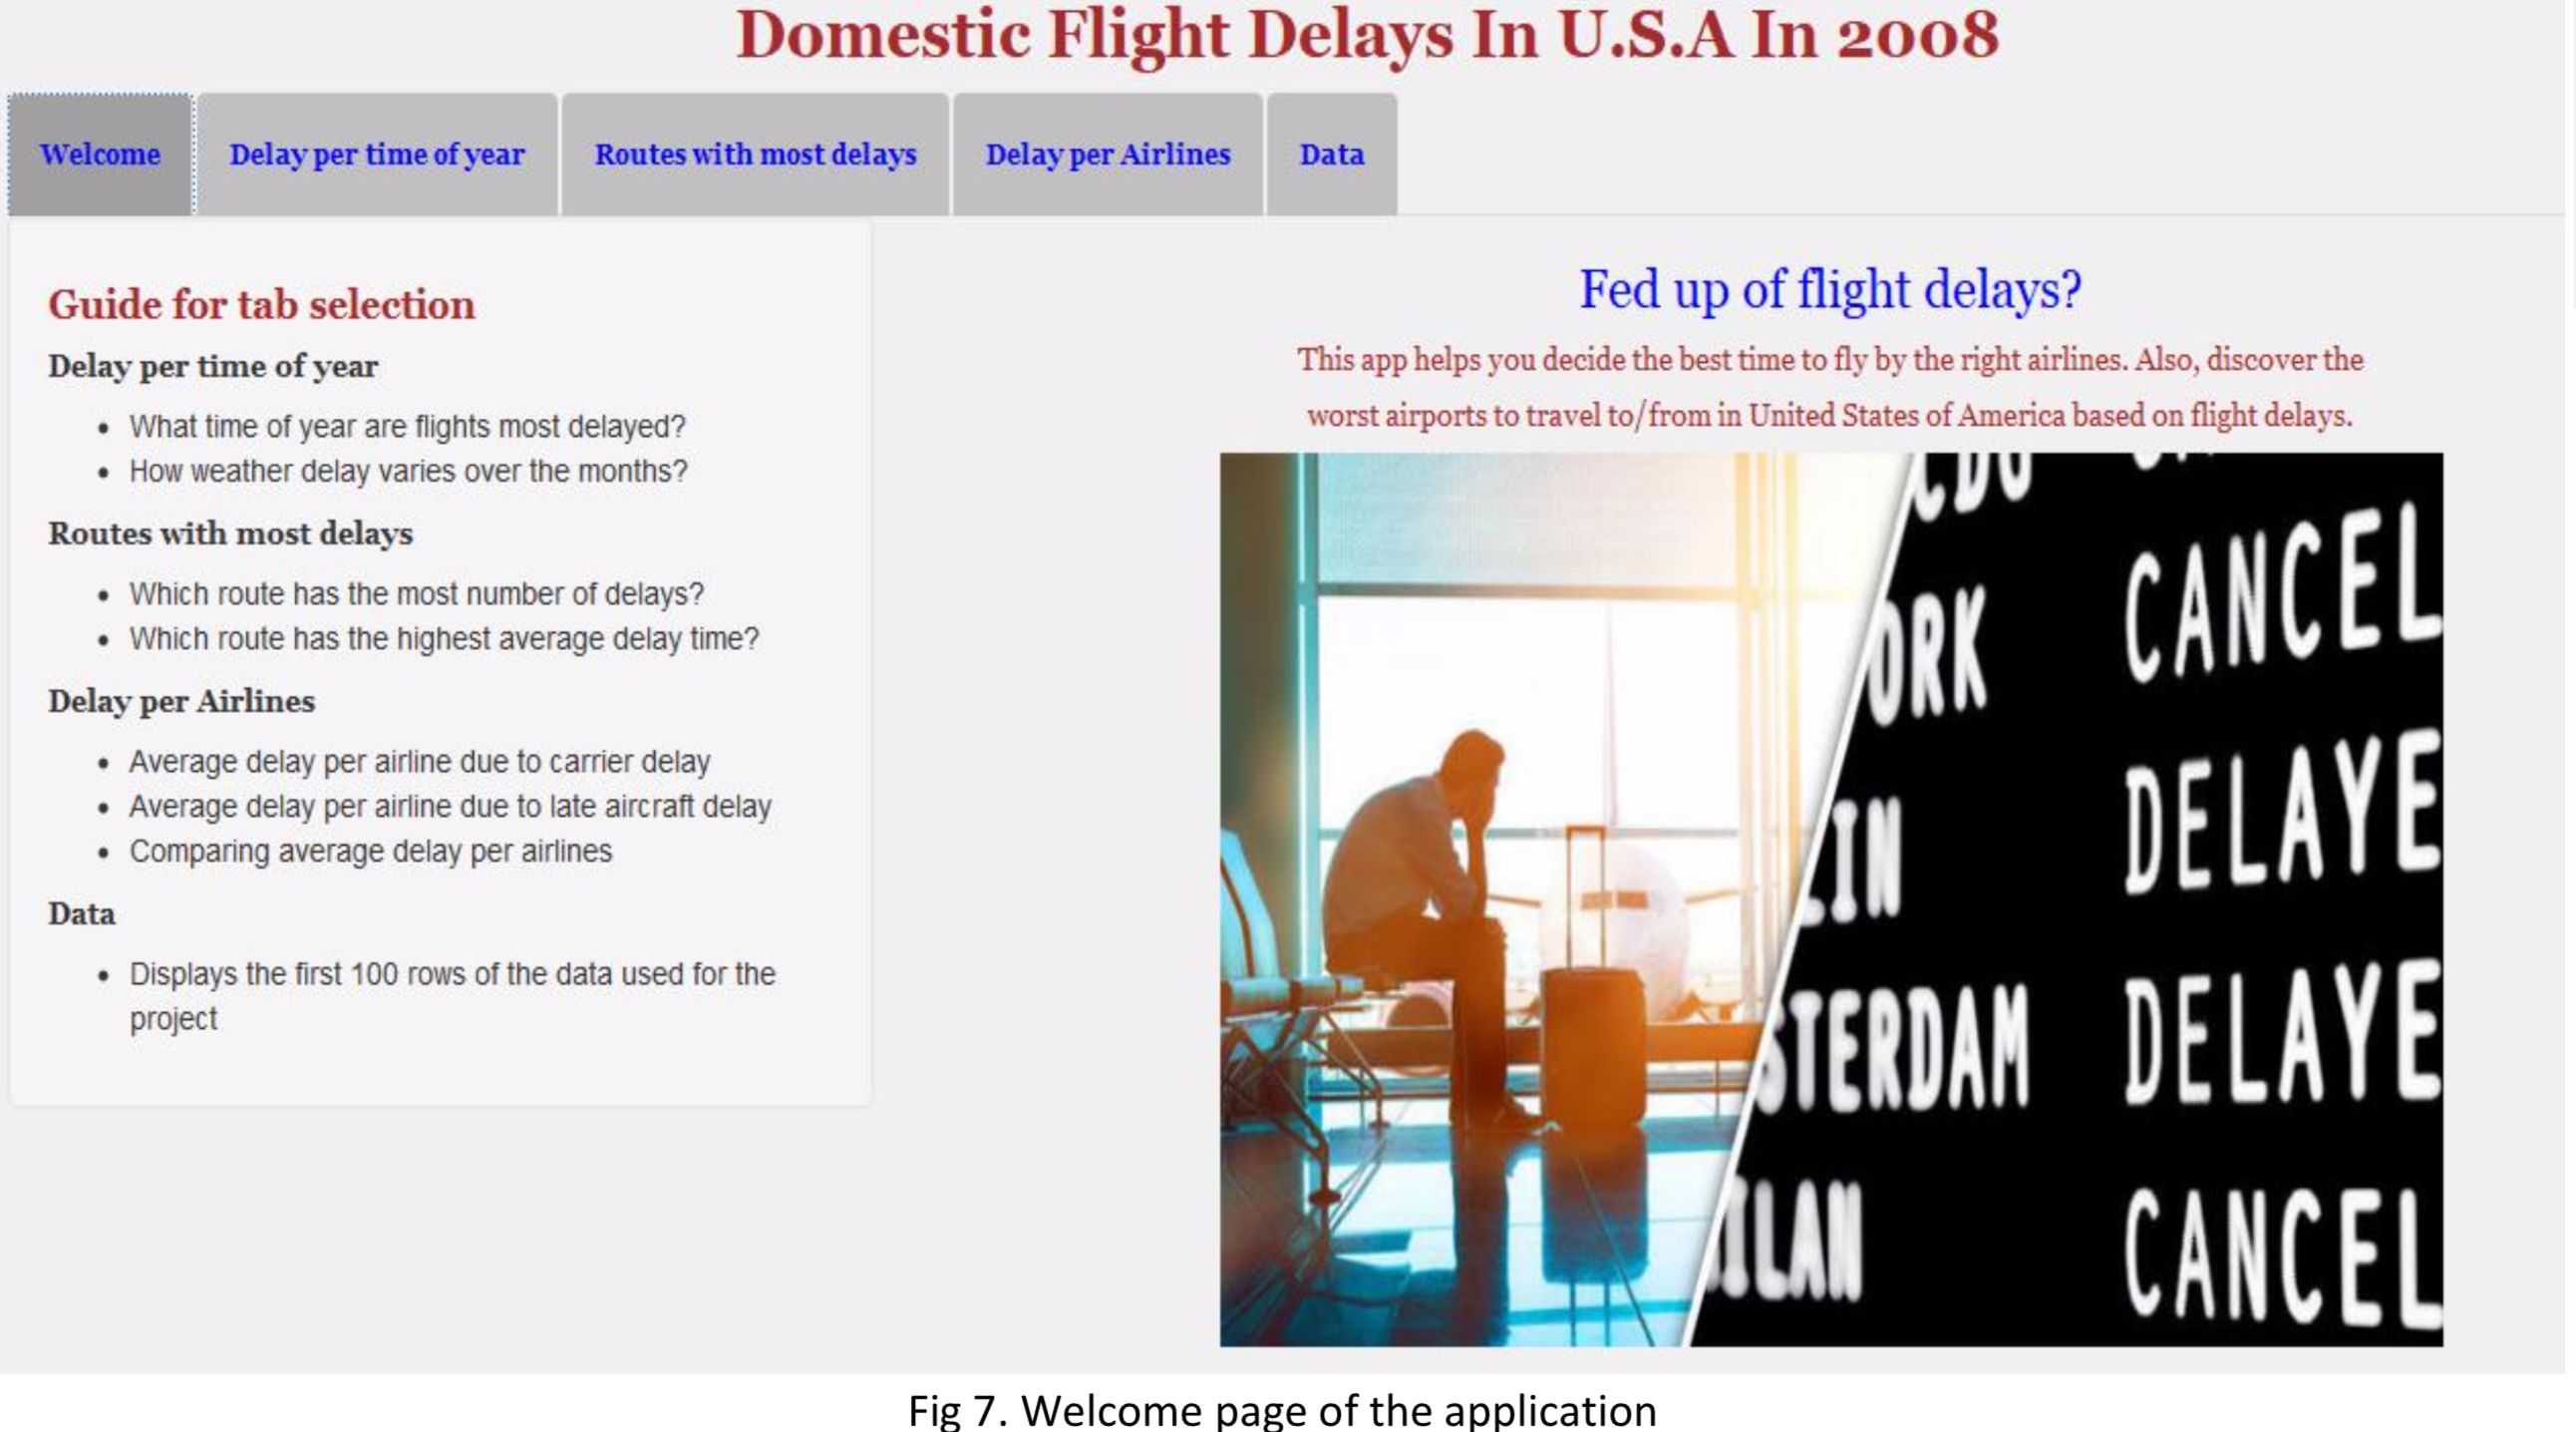 Domestic Flight Delays In U.S.A In 2008
Welcome
Delay per time of year
Routes with most delays
Delay per Airlines
Data
Guide for tab selection
Delay per time of year
• What time of year are flights most delayed?
• How weather delay varies over the months?
Routes with most delays
• Which route has the most number of delays?
• Which route has the highest average delay time?
Delay per Airlines
• Average delay per airline due to carrier delay
• Average delay per airline due to late aircraft delay
• Comparing average delay per airlines
Data
• Displays the first 100 rows of the data used for the
project
Fed up of flight delays?
This app helps you decide the best time to fly by the right airlines. Also, discover the
worst airports to travel to/from in United States of America based on flight delays.
CDG
ORK CANCEL
LIN DELAYE
STERDAM DELAYE
ILAN CANCEL
Fig 7. Welcome page of the application